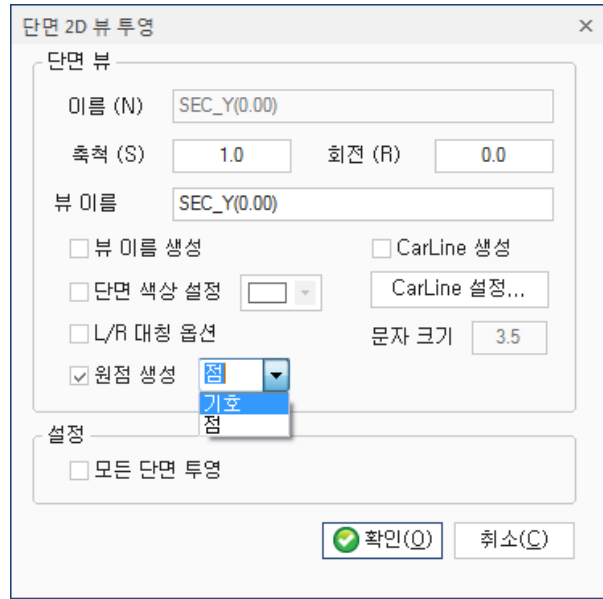 단면 2D 뷰 투영
단면 뷰
이름 (N) SEC_Y(0.00)
축척 (S) 1.0 회전 (R) 0.0
뷰 이름 SEC_Y(0.00)
뷰 이름 생성 CarLine 생성
단면 색상 설정 CarLine 설정...
L/R 대칭 옵션 문자 크기 3.5
원점 생성 점
기호
점
설정
모든 단면 투영
확인(O) 취소(C)